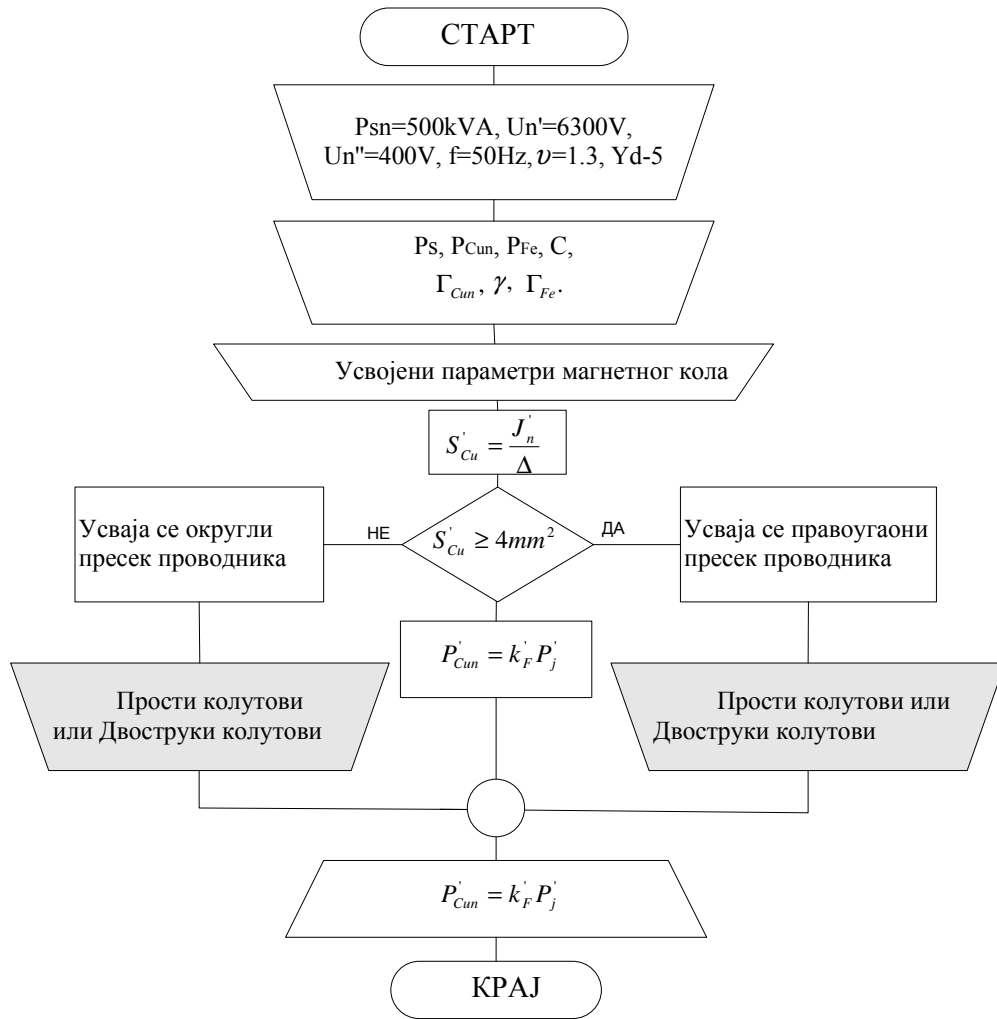 СТАРТ
Psn=500kVA, Un'=6300V,
Un"=400V, f=50Hz, υ=1.3, Yd-5
Ps, PCun, PFe, C,
ΓCun, γ, ΓFe.
Усвојени параметри магнетног кола
S'Cu = J'n / Δ
Усваја се округли
пресек проводника
НЕ
S'Cu ≥ 4mm²
ДА
Усваја се правоугаони
пресек проводника
P'Cun = k'F P'j
Прости колутови
или Двоструки колутови
Прости колутови или
Двоструки колутови
P'Cun = k'F P'j
КРАЈ